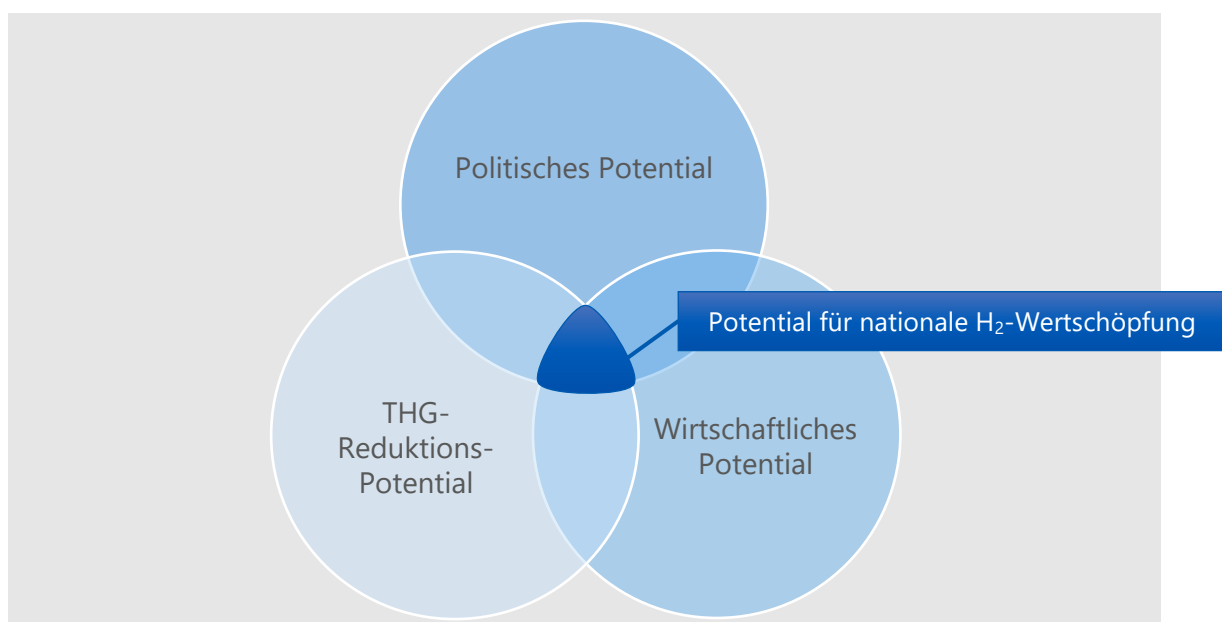 Politisches Potential
Potential für nationale H₂-Wertschöpfung
THG-
Reduktions-
Potential
Wirtschaftliches
Potential